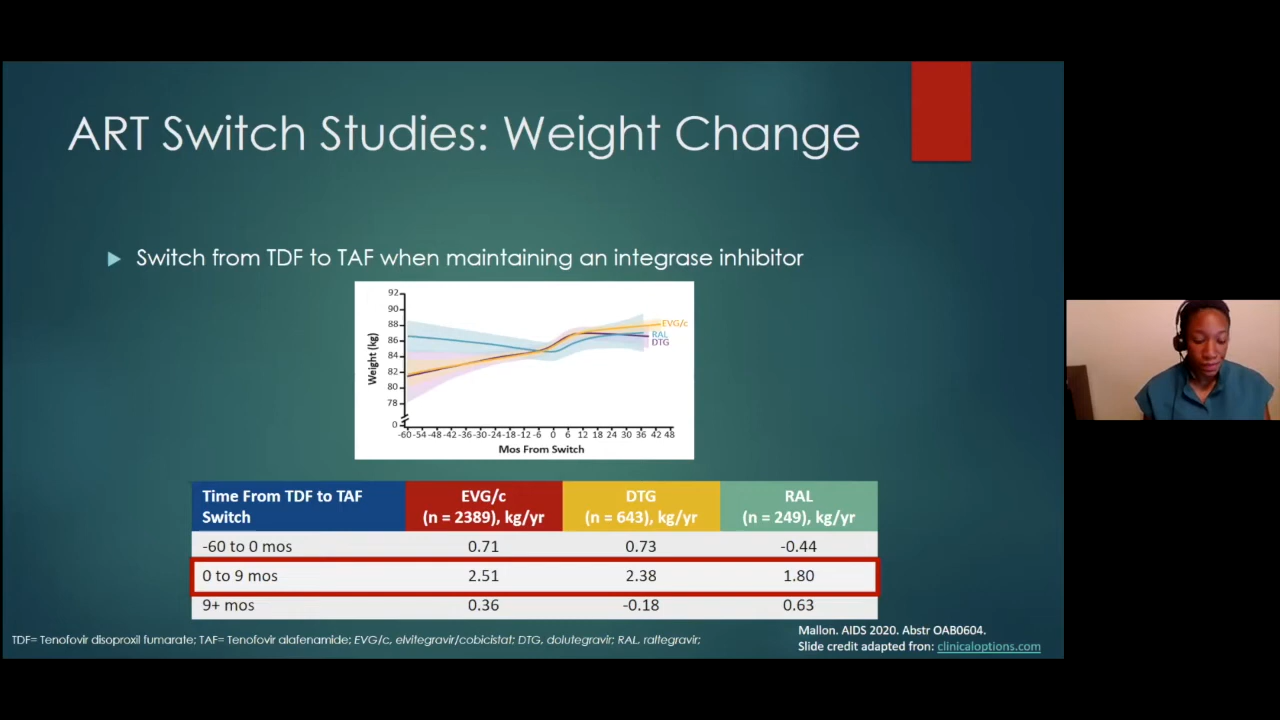 ART Switch Studies: Weight Change
Switch from TDF to TAF when maintaining an integrase inhibitor
92
90
88
86
84
82
80
78
0
Weight (kg)
EVG/c
RAL
DTG
-60 -54 -48 -42 -36 -30 -24 -18 -12 -6 0 6 12 18 24 30 36 42 48
Mos From Switch
Time From TDF to TAF Switch
EVG/c (n = 2389), kg/yr
DTG (n = 643), kg/yr
RAL (n = 249), kg/yr
-60 to 0 mos 0.71 0.73 -0.44
0 to 9 mos 2.51 2.38 1.80
9+ mos 0.36 -0.18 0.63
TDF= Tenofovir disoproxil fumarate; TAF= Tenofovir alafenamide; EVG/c, elvitegravir/cobicistat; DTG, dolutegravir; RAL, raltegravir;
Mallon. AIDS 2020. Abstr OAB0604.
Slide credit adapted fron: clinicaloptions.com